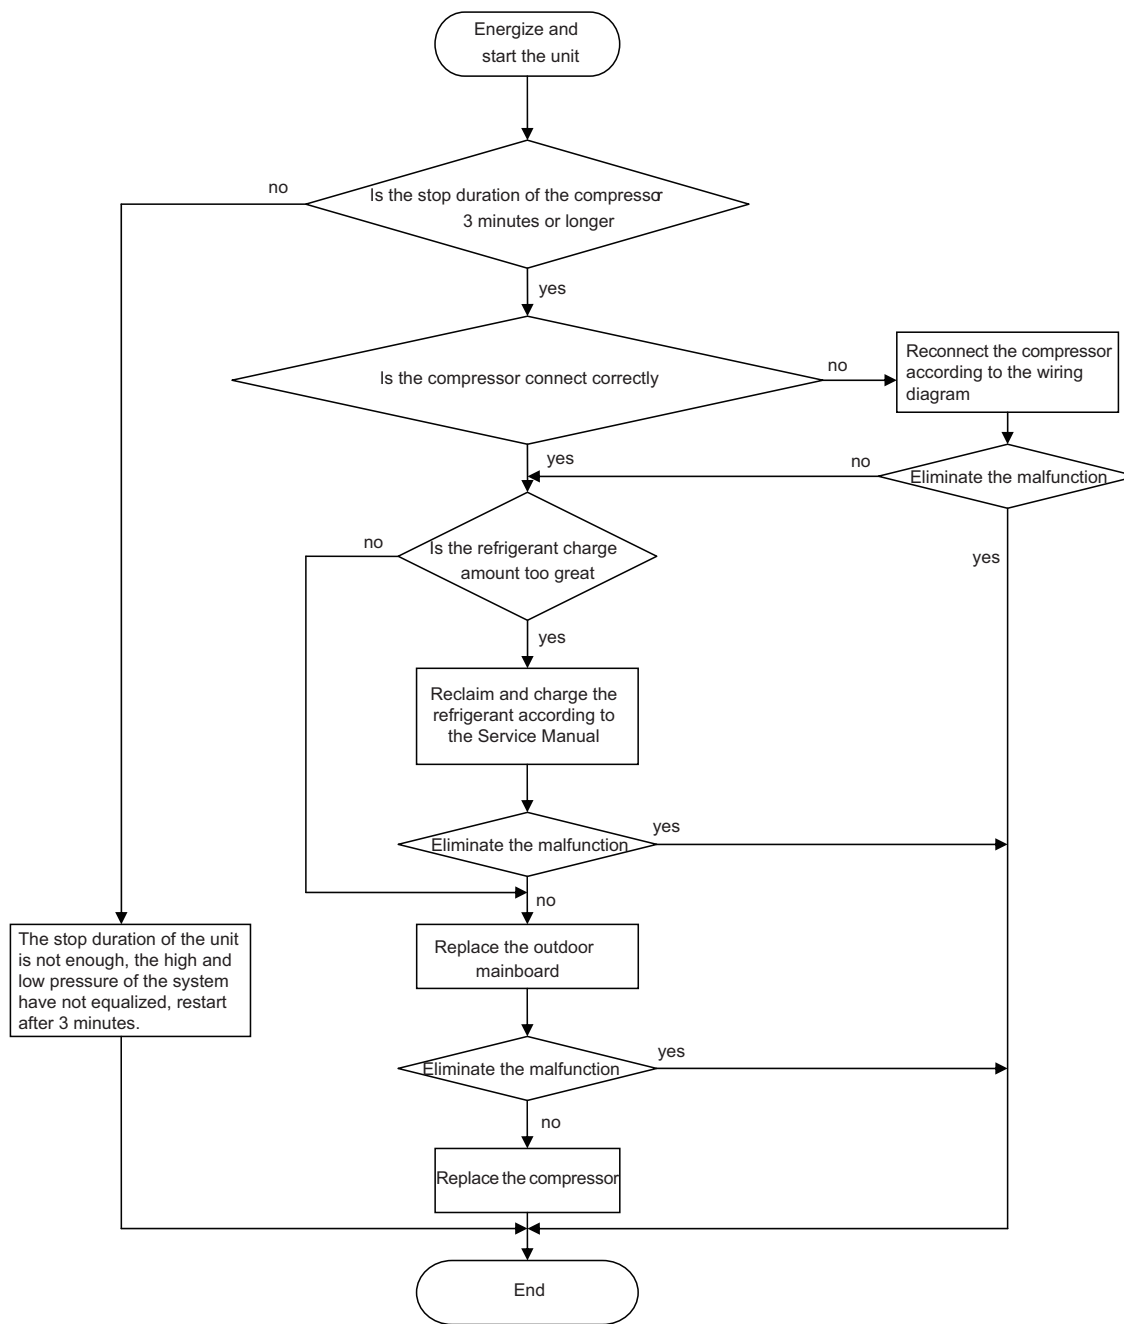 Energize and
start the unit
no
Is the stop duration of the compressor
3 minutes or longer
yes
Is the compressor connect correctly
no
Reconnect the compressor
according to the wiring
diagram
yes
no
Eliminate the malfunction
no
Is the refrigerant charge
amount too great
yes
yes
Reclaim and charge the
refrigerant according to
the Service Manual
Eliminate the malfunction
yes
no
The stop duration of the unit
is not enough, the high and
low pressure of the system
have not equalized, restart
after 3 minutes.
Replace the outdoor
mainboard
Eliminate the malfunction
yes
no
Replace the compressor
End